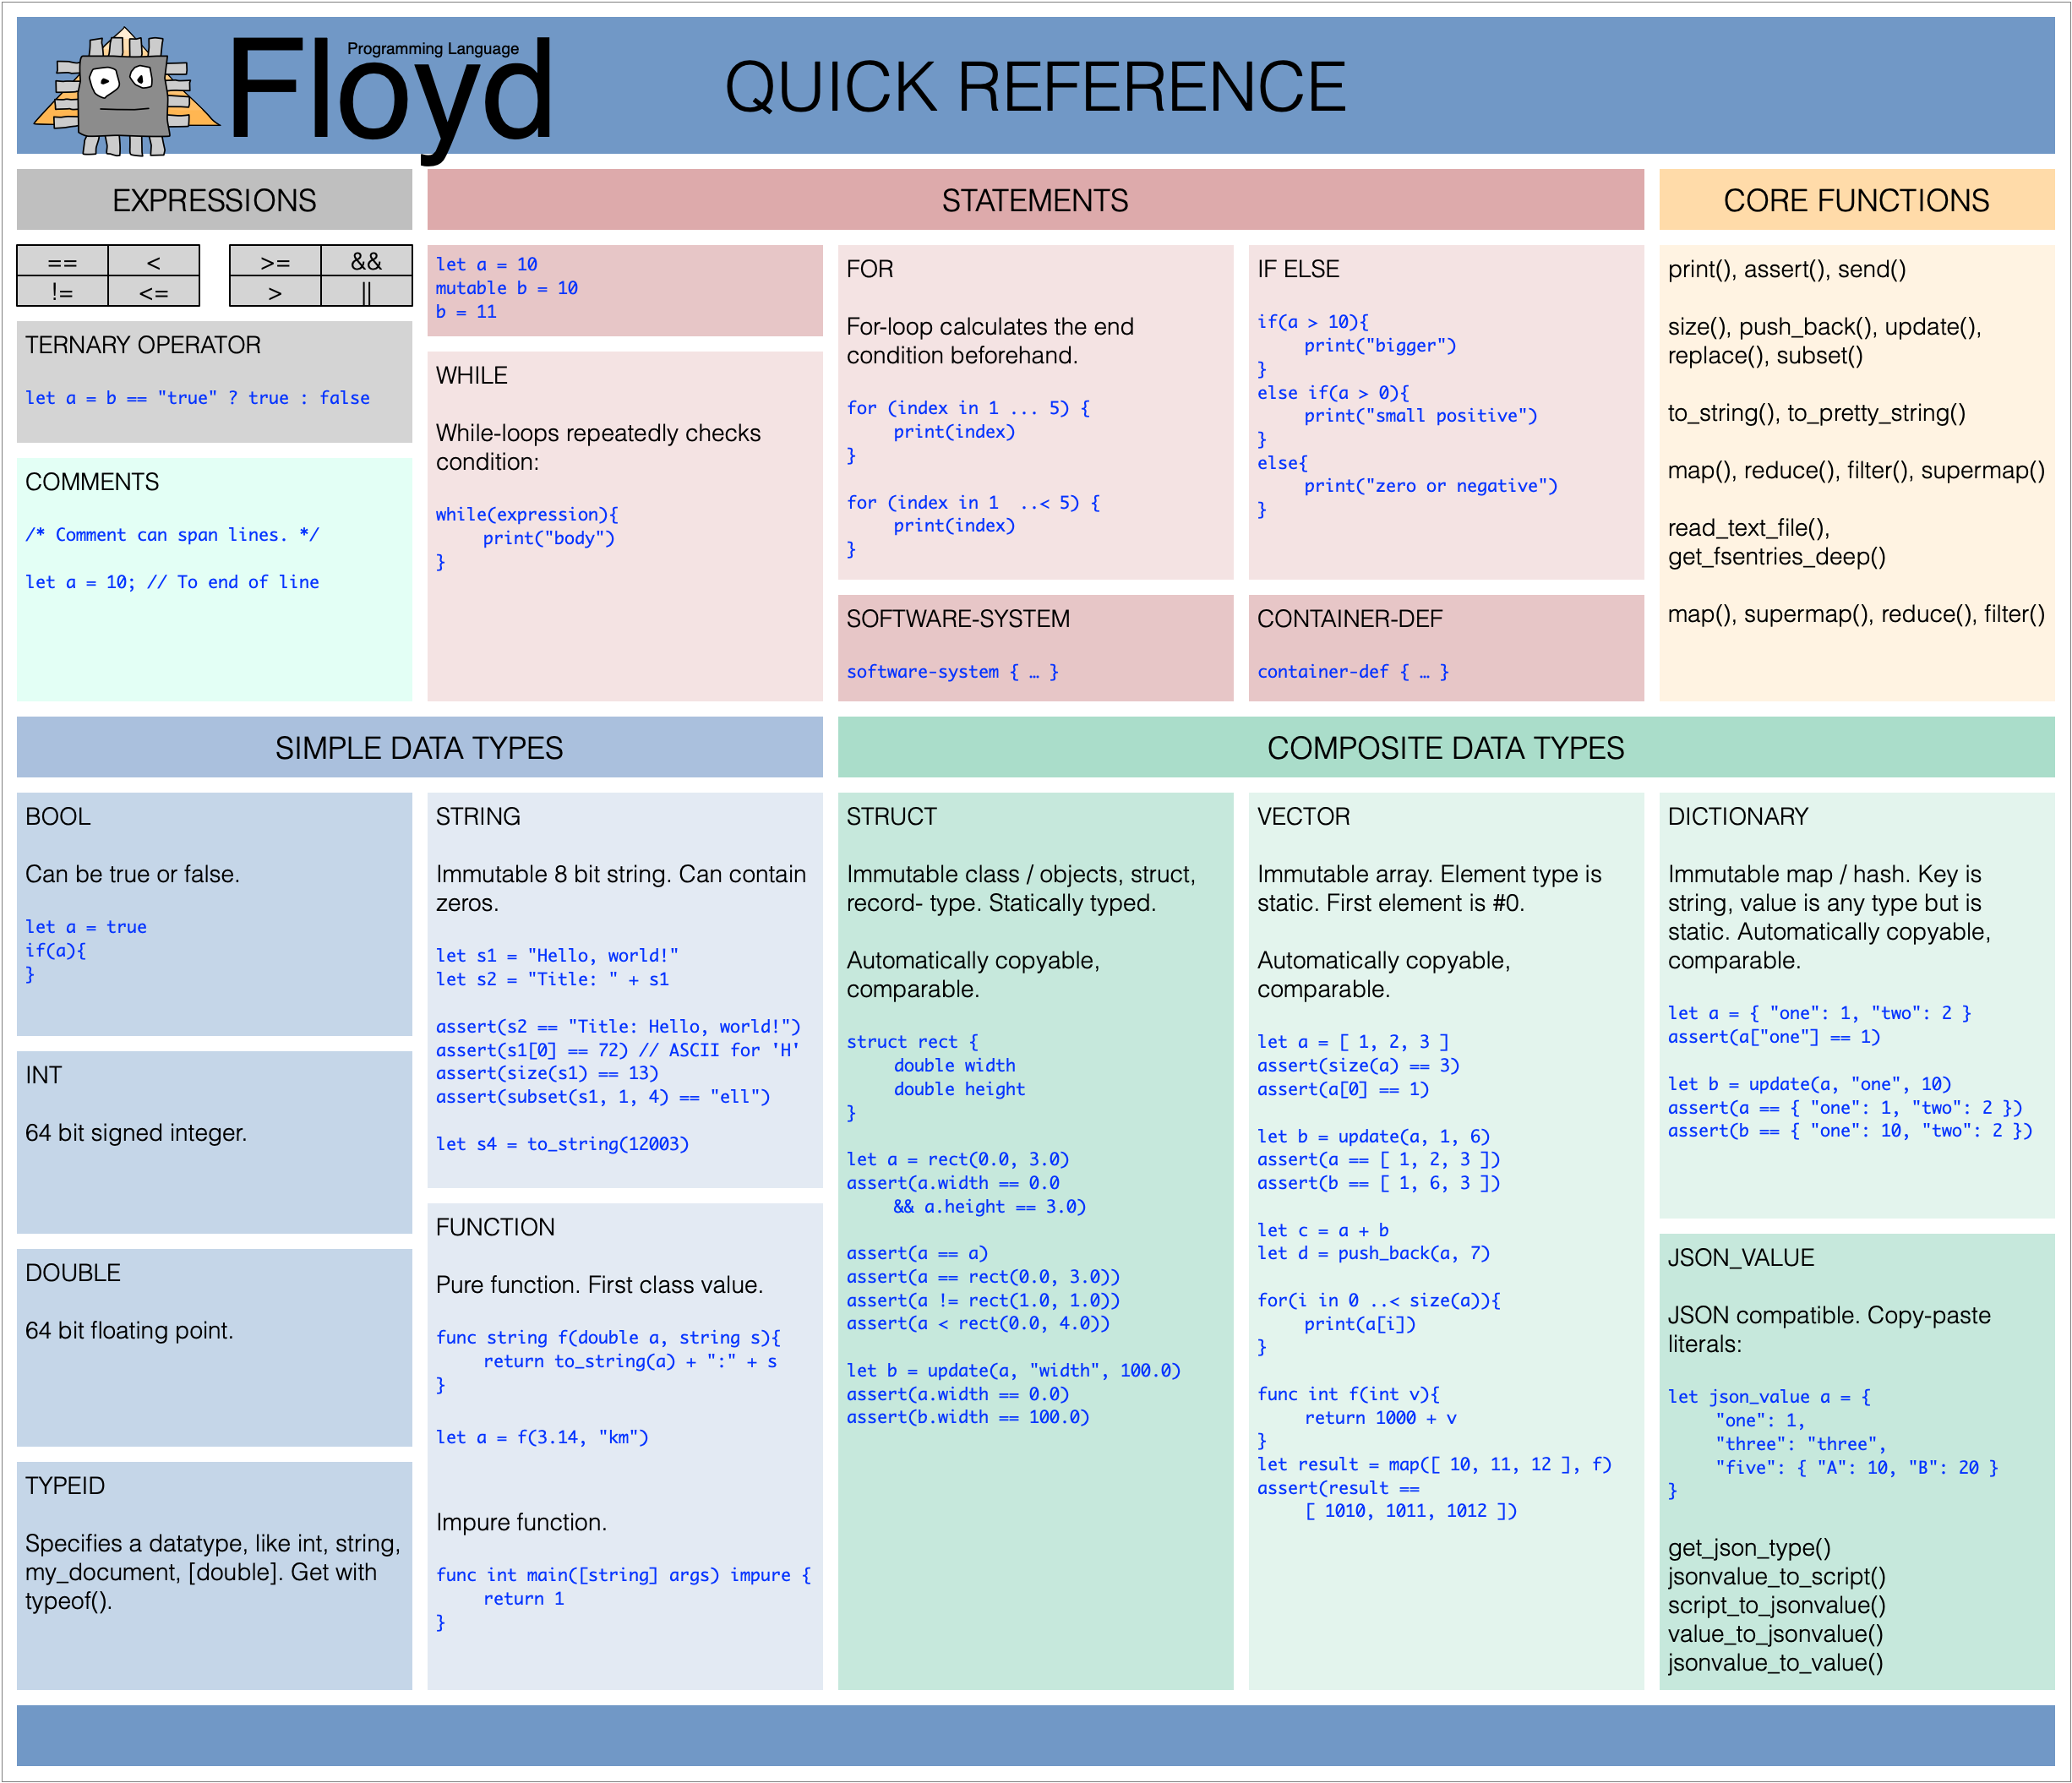 Programming Language
Floyd
QUICK REFERENCE
EXPRESSIONS
== < >= &&
!= <= > ||
TERNARY OPERATOR
let a = b == "true" ? true : false
COMMENTS
/* Comment can span lines. */
let a = 10; // To end of line
STATEMENTS
let a = 10
mutable b = 10
b = 11
WHILE
While-loops repeatedly checks
condition:
while(expression){
print("body")
}
FOR
For-loop calculates the end
condition beforehand.
for (index in 1 ... 5) {
print(index)
}
for (index in 1  ..< 5) {
print(index)
}
IF ELSE
if(a > 10){
print("bigger")
}
else if(a > 0){
print("small positive")
}
else{
print("zero or negative")
}
SOFTWARE-SYSTEM
software-system { … }
CONTAINER-DEF
container-def { … }
CORE FUNCTIONS
print(), assert(), send()
size(), push_back(), update(),
replace(), subset()
to_string(), to_pretty_string()
map(), reduce(), filter(), supermap()
read_text_file(),
get_fsentries_deep()
map(), supermap(), reduce(), filter()
SIMPLE DATA TYPES
BOOL
Can be true or false.
let a = true
if(a){
}
INT
64 bit signed integer.
DOUBLE
64 bit floating point.
TYPEID
Specifies a datatype, like int, string,
my_document, [double]. Get with
typeof().
STRING
Immutable 8 bit string. Can contain
zeros.
let s1 = "Hello, world!"
let s2 = "Title: " + s1
assert(s2 == "Title: Hello, world!")
assert(s1[0] == 72) // ASCII for 'H'
assert(size(s1) == 13)
assert(subset(s1, 1, 4) == "ell")
let s4 = to_string(12003)
FUNCTION
Pure function. First class value.
func string f(double a, string s){
return to_string(a) + ":" + s
}
let a = f(3.14, "km")
Impure function.
func int main([string] args) impure {
return 1
}
COMPOSITE DATA TYPES
STRUCT
Immutable class / objects, struct,
record- type. Statically typed.
Automatically copyable,
comparable.
struct rect {
double width
double height
}
let a = rect(0.0, 3.0)
assert(a.width == 0.0
&& a.height == 3.0)
assert(a == a)
assert(a == rect(0.0, 3.0))
assert(a != rect(1.0, 1.0))
assert(a < rect(0.0, 4.0))
let b = update(a, "width", 100.0)
assert(a.width == 0.0)
assert(b.width == 100.0)
VECTOR
Immutable array. Element type is
static. First element is #0.
Automatically copyable,
comparable.
let a = [ 1, 2, 3 ]
assert(size(a) == 3)
assert(a[0] == 1)
let b = update(a, 1, 6)
assert(a == [ 1, 2, 3 ])
assert(b == [ 1, 6, 3 ])
let c = a + b
let d = push_back(a, 7)
for(i in 0 ..< size(a)){
print(a[i])
}
func int f(int v){
return 1000 + v
}
let result = map([ 10, 11, 12 ], f)
assert(result ==
[ 1010, 1011, 1012 ])
DICTIONARY
Immutable map / hash. Key is
string, value is any type but is
static. Automatically copyable,
comparable.
let a = { "one": 1, "two": 2 }
assert(a["one"] == 1)
let b = update(a, "one", 10)
assert(a == { "one": 1, "two": 2 })
assert(b == { "one": 10, "two": 2 })
JSON_VALUE
JSON compatible. Copy-paste
literals:
let json_value a = {
"one": 1,
"three": "three",
"five": { "A": 10, "B": 20 }
}
get_json_type()
jsonvalue_to_script()
script_to_jsonvalue()
value_to_jsonvalue()
jsonvalue_to_value()